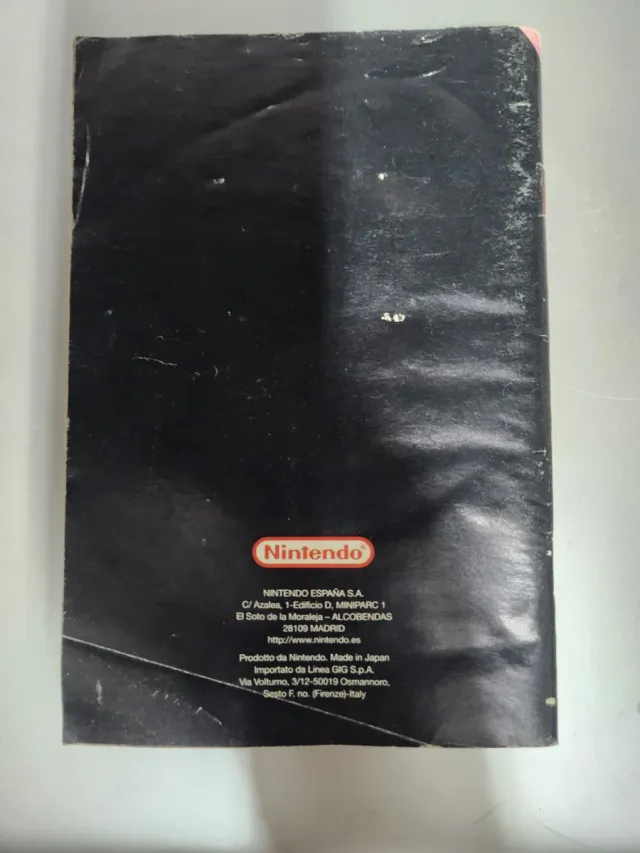 Nintendo®
NINTENDO ESPAÑA S.A.
C/ Azalea, 1-Edificio D, MINIPARC 1
El Soto de la Moraleja – ALCOBENDAS
28109 MADRID
http://www.nintendo.es
Prodotto da Nintendo. Made in Japan
Importato da Linea GIG S.p.A.
Via Volturno, 3/12-50019 Osmannoro,
Sesto F. no. (Firenze)-Italy